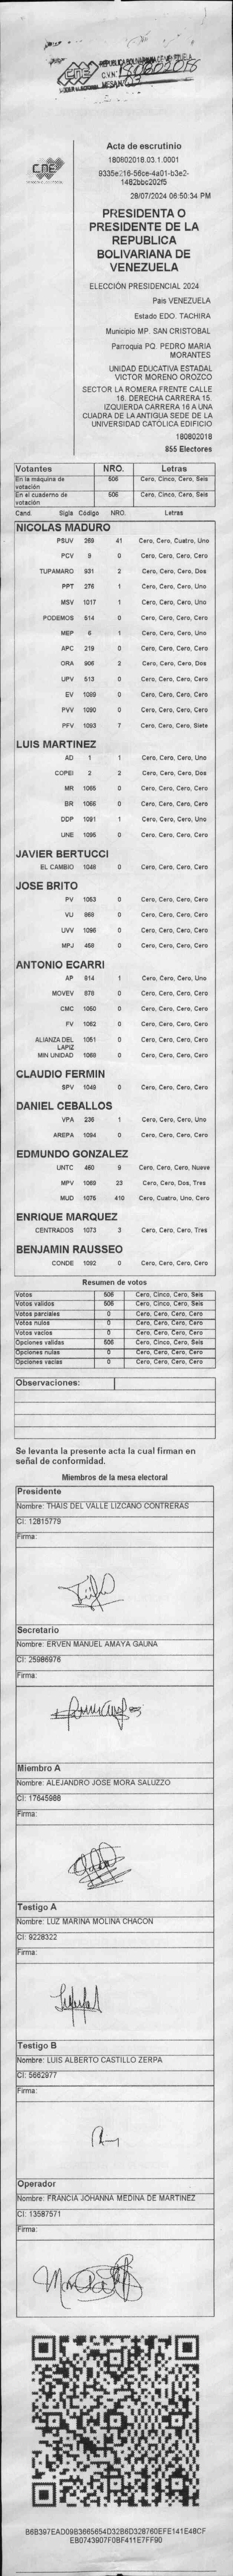 CNE
REPUBLICA BOLIVARIANA DE VENEZUELA
PODER ELECTORAL
C.V.N°: 180802018
MESA N° 03
CNE
Acta de escrutinio
180802018.03.1.0001
1482bbc202f5
28/07/2024 06:50:34 PM
PRESIDENTA O
PRESIDENTE DE LA
REPUBLICA
BOLIVARIANA DE
VENEZUELA
ELECCIÓN PRESIDENCIAL 2024
Pais VENEZUELA
Estado EDO. TACHIRA
Municipio MP. SAN CRISTOBAL
Parroquia PQ. PEDRO MARIA
MORANTES
UNIDAD EDUCATIVA ESTADAL
VICTOR MORENO OROZCO
SECTOR LA ROMERA FRENTE CALLE
16. DERECHA CARRERA 15.
IZQUIERDA CARRERA 16 A UNA
CUADRA DE LA ANTIGUA SEDE DE LA
UNIVERSIDAD CATÓLICA EDIFICIO
180802018
855 Electores
Votantes NRO. Letras
En la máquina de votación 506 Cero, Cinco, Cero, Seis
En el cuaderno de votación 506 Cero, Cinco, Cero, Seis
Cand. Sigla Código NRO. Letras
NICOLAS MADURO
PSUV 269 41 Cero, Cero, Cuatro, Uno
PCV 9 0 Cero, Cero, Cero, Cero
TUPAMARO 931 2 Cero, Cero, Cero, Dos
PPT 276 1 Cero, Cero, Cero, Uno
MSV 1017 1 Cero, Cero, Cero, Uno
PODEMOS 514 0 Cero, Cero, Cero, Cero
MEP 6 1 Cero, Cero, Cero, Uno
APC 219 0 Cero, Cero, Cero, Cero
ORA 906 2 Cero, Cero, Cero, Dos
UPV 513 0 Cero, Cero, Cero, Cero
EV 1089 0 Cero, Cero, Cero, Cero
PVV 1090 0 Cero, Cero, Cero, Cero
PFV 1093 7 Cero, Cero, Cero, Siete
LUIS MARTINEZ
AD 1 1 Cero, Cero, Cero, Uno
COPEI 2 2 Cero, Cero, Cero, Dos
MR 1065 0 Cero, Cero, Cero, Cero
BR 1066 0 Cero, Cero, Cero, Cero
DDP 1091 1 Cero, Cero, Cero, Uno
UNE 1095 0 Cero, Cero, Cero, Cero
JAVIER BERTUCCI
EL CAMBIO 1046 0 Cero, Cero, Cero, Cero
JOSE BRITO
PV 1053 0 Cero, Cero, Cero, Cero
VU 868 0 Cero, Cero, Cero, Cero
UVV 1096 0 Cero, Cero, Cero, Cero
MPJ 458 0 Cero, Cero, Cero, Cero
ANTONIO ECARRI
AP 814 1 Cero, Cero, Cero, Uno
MOVEV 878 0 Cero, Cero, Cero, Cero
CMC 1050 0 Cero, Cero, Cero, Cero
FV 1062 0 Cero, Cero, Cero, Cero
ALIANZA DEL LAPIZ 1051 0 Cero, Cero, Cero, Cero
MIN UNIDAD 1069 0 Cero, Cero, Cero, Cero
CLAUDIO FERMIN
SPV 1049 0 Cero, Cero, Cero, Cero
DANIEL CEBALLOS
VPA 236 1 Cero, Cero, Cero, Uno
AREPA 1094 0 Cero, Cero, Cero, Cero
EDMUNDO GONZALEZ
UNTC 460 9 Cero, Cero, Cero, Nueve
MPV 1069 23 Cero, Cero, Dos, Tres
MUD 1075 410 Cero, Cuatro, Uno, Cero
ENRIQUE MARQUEZ
CENTRADOS 1073 3 Cero, Cero, Cero, Tres
BENJAMIN RAUSSEO
CONDE 1092 0 Cero, Cero, Cero, Cero
Resumen de votos
Votos 506 Cero, Cinco, Cero, Seis
Votos validos 506 Cero, Cinco, Cero, Seis
Votos parciales 0 Cero, Cero, Cero, Cero
Votos nulos 0 Cero, Cero, Cero, Cero
Votos vacios 0 Cero, Cero, Cero, Cero
Opciones validas 506 Cero, Cinco, Cero, Seis
Opciones nulas 0 Cero, Cero, Cero, Cero
Opciones vacias 0 Cero, Cero, Cero, Cero
Observaciones:
Se levanta la presente acta la cual firman en
señal de conformidad.
Miembros de la mesa electoral
Presidente
Nombre: THAIS DEL VALLE LIZCANO CONTRERAS
CI: 12815779
Firma:
Secretario
Nombre: ERVEN MANUEL AMAYA GAUNA
CI: 25986976
Firma:
Miembro A
Nombre: ALEJANDRO JOSE MORA SALUZZO
CI: 17645988
Firma:
Testigo A
Nombre: LUZ MARINA MOLINA CHACON
CI: 9228322
Firma:
Testigo B
Nombre: LUIS ALBERTO CASTILLO ZERPA
CI: 5662977
Firma:
Operador
Nombre: FRANCIA JOHANNA MEDINA DE MARTINEZ
CI: 13587571
Firma:
B6B397EAD09B3665654D32B6D328760EFE141E48CF
EB0743907F0BF411E7FF90